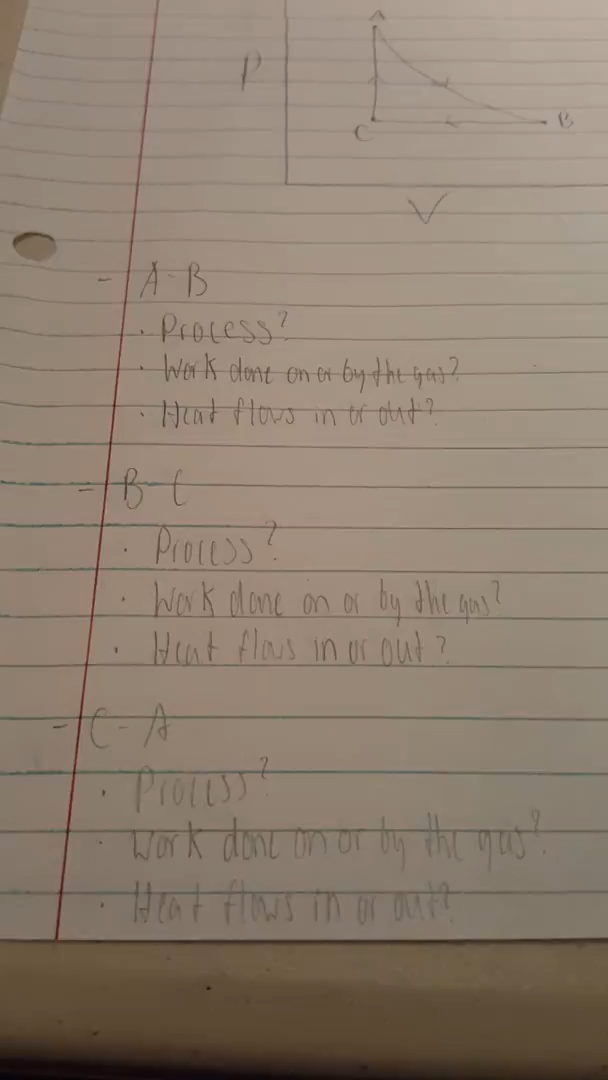 A
P
C
B
V
- A-B
· Process?
· Work done on or by the gas?
· Heat flows in or out?
- B-C
· Process?
· Work done on or by the gas?
· Heat flows in or out?
- C-A
· Process?
· Work done on or by the gas?
· Heat flows in or out?